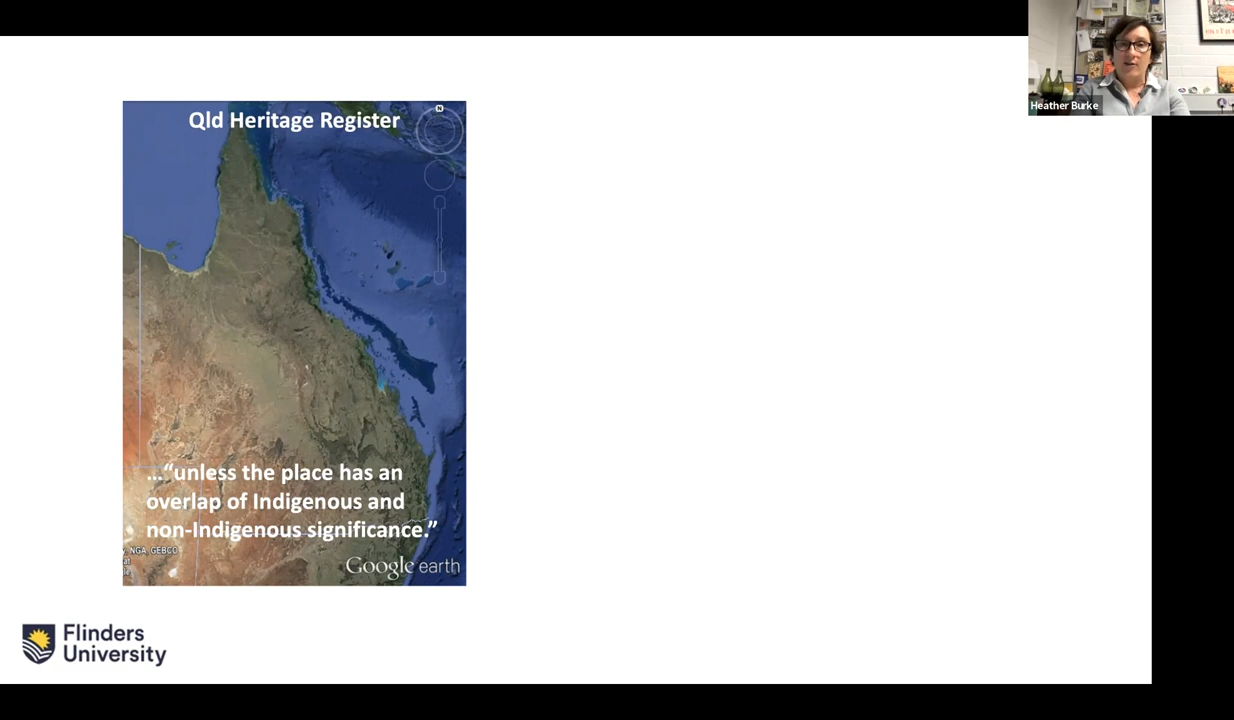 Qld Heritage Register
N
Heather Burke
…“unless the place has an
overlap of Indigenous and
non-Indigenous significance.”
NGA, GEBCO
Google earth
Flinders
University